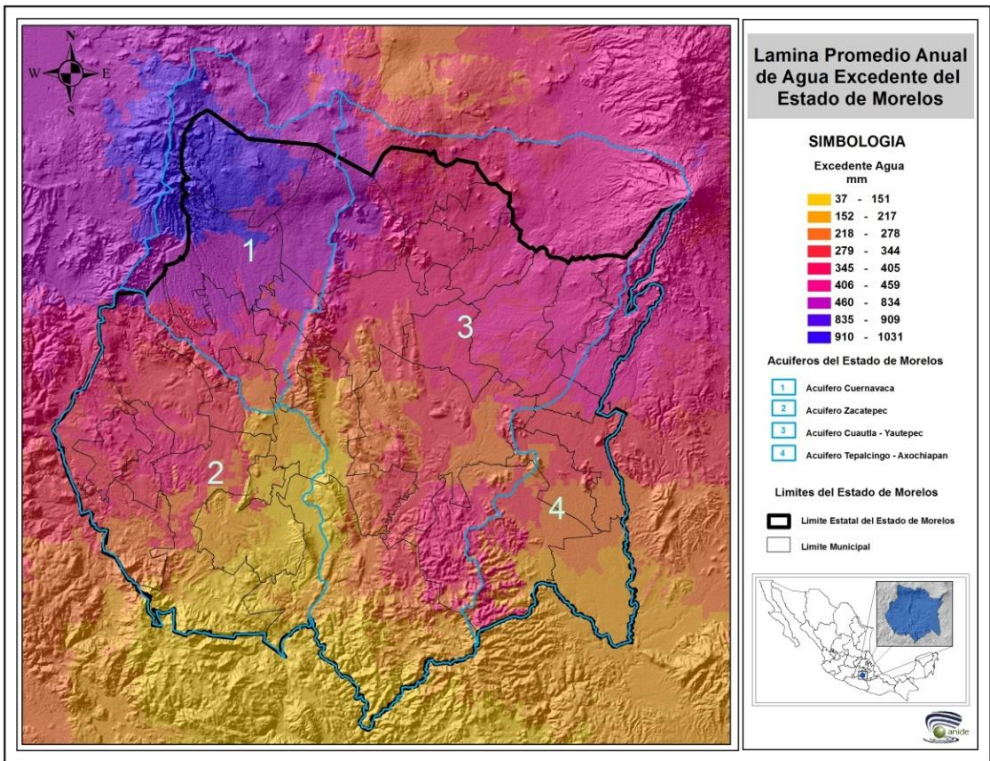 N
W E
S
1
3
2
4
Lamina Promedio Anual
de Agua Excedente del
Estado de Morelos
SIMBOLOGIA
Excedente Agua
mm
37 - 151
152 - 217
218 - 278
279 - 344
345 - 405
406 - 459
460 - 834
835 - 909
910 - 1031
Acuiferos del Estado de Morelos
1 Acuifero Cuernavaca
2 Acuifero Zacatepec
3 Acuifero Cuautla - Yautepec
4 Acuifero Tepalcingo - Axochiapan
Limites del Estado de Morelos
Limite Estatal del Estado de Morelos
Limite Municipal
anide